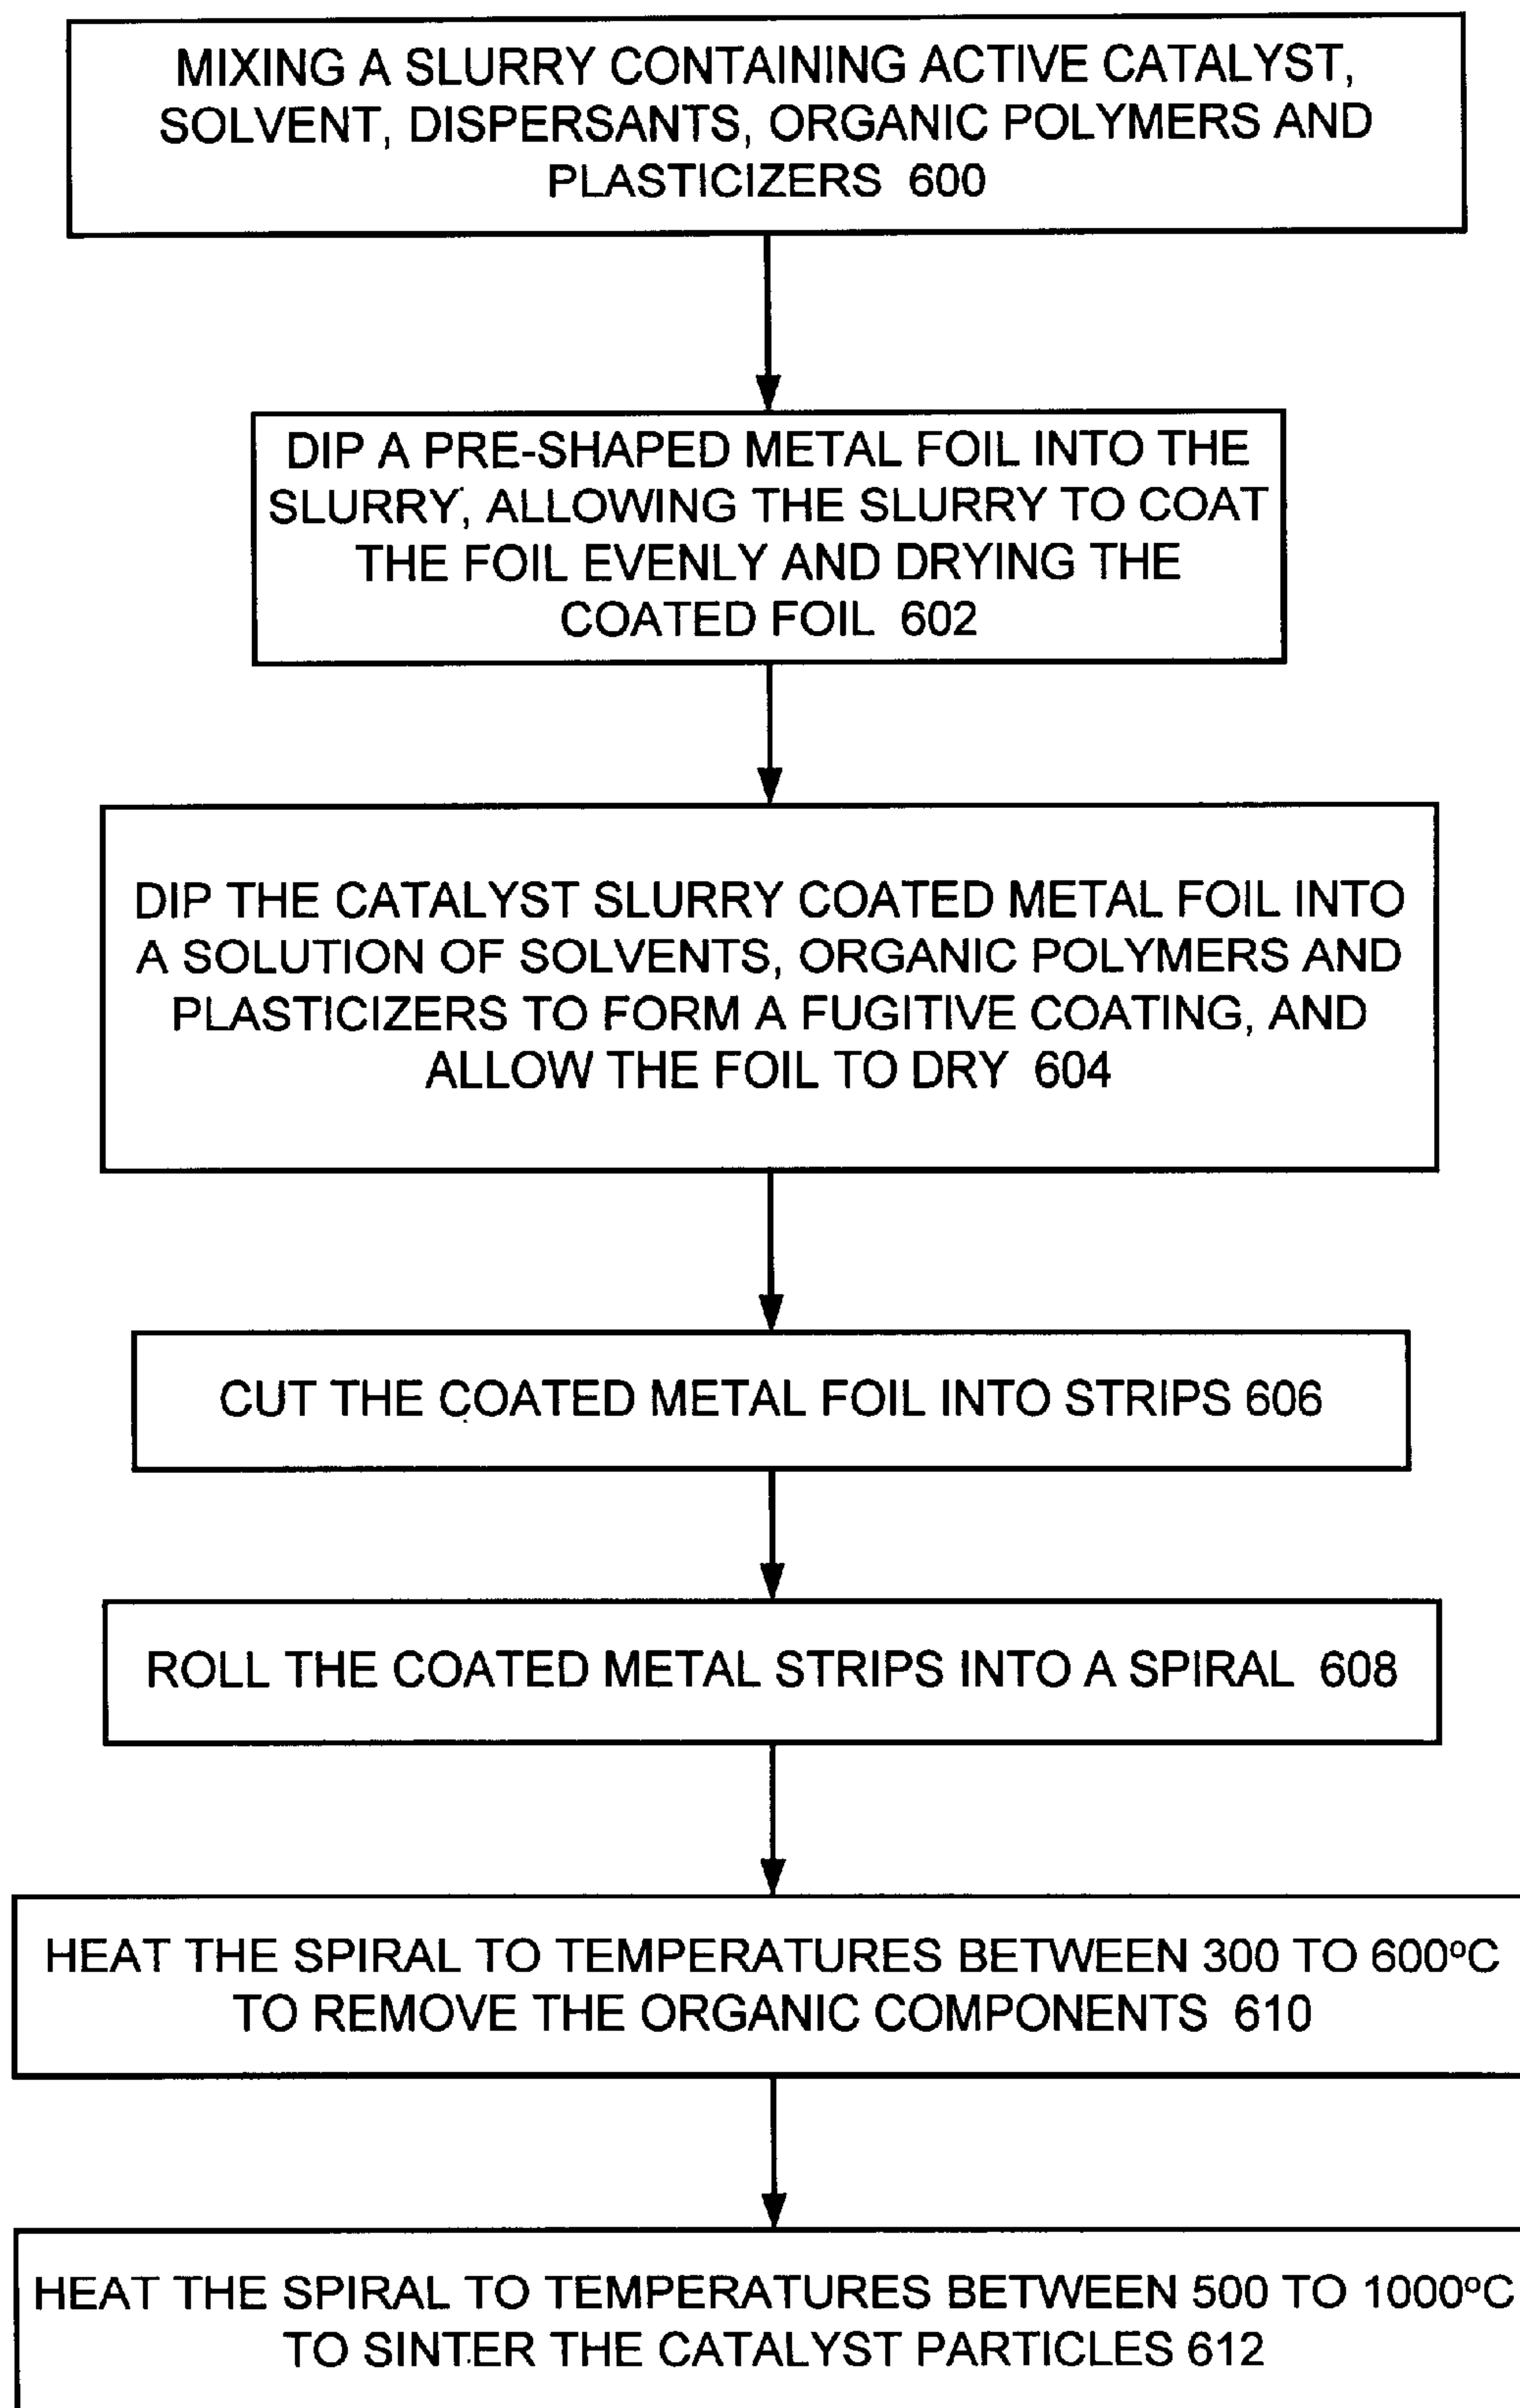 MIXING A SLURRY CONTAINING ACTIVE CATALYST,
SOLVENT, DISPERSANTS, ORGANIC POLYMERS AND
PLASTICIZERS 600
DIP A PRE-SHAPED METAL FOIL INTO THE
SLURRY, ALLOWING THE SLURRY TO COAT
THE FOIL EVENLY AND DRYING THE
COATED FOIL 602
DIP THE CATALYST SLURRY COATED METAL FOIL INTO
A SOLUTION OF SOLVENTS, ORGANIC POLYMERS AND
PLASTICIZERS TO FORM A FUGITIVE COATING, AND
ALLOW THE FOIL TO DRY 604
CUT THE COATED METAL FOIL INTO STRIPS 606
ROLL THE COATED METAL STRIPS INTO A SPIRAL 608
HEAT THE SPIRAL TO TEMPERATURES BETWEEN 300 TO 600ºC
TO REMOVE THE ORGANIC COMPONENTS 610
HEAT THE SPIRAL TO TEMPERATURES BETWEEN 500 TO 1000ºC
TO SINTER THE CATALYST PARTICLES 612